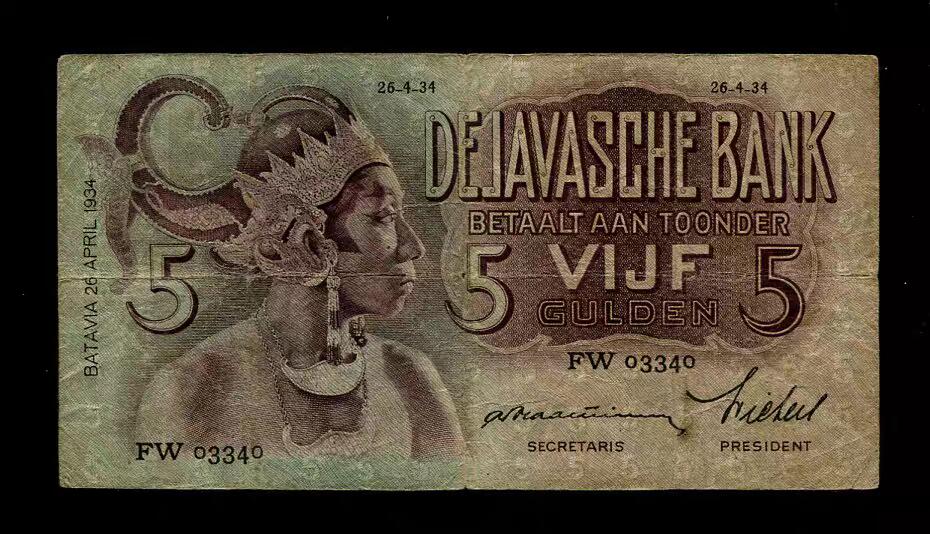 26-4-34
26-4-34
DE JAVASCHE BANK
BETAALT AAN TOONDER
5
5
VIJF
5
GULDEN
BATAVIA 26 APRIL 1934
FW 03340
FW 03340
SECRETARIS
PRESIDENT